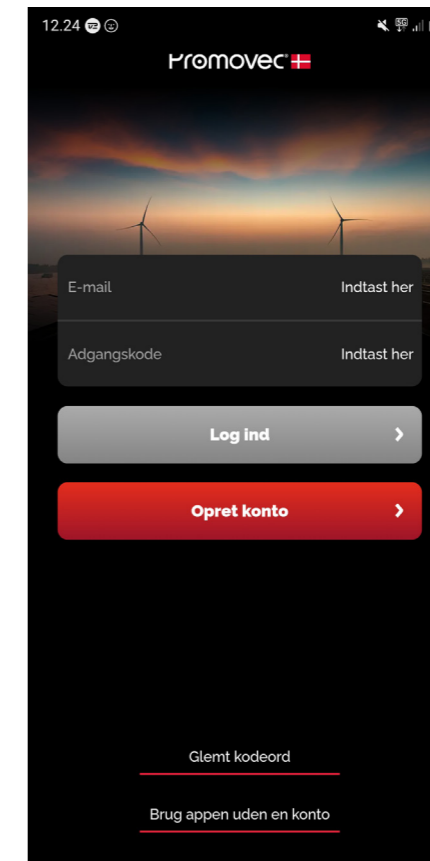 12.24
5G
Promovec
E-mail Indtast her
Adgangskode Indtast her
Log ind
Opret konto
Glemt kodeord
Brug appen uden en konto